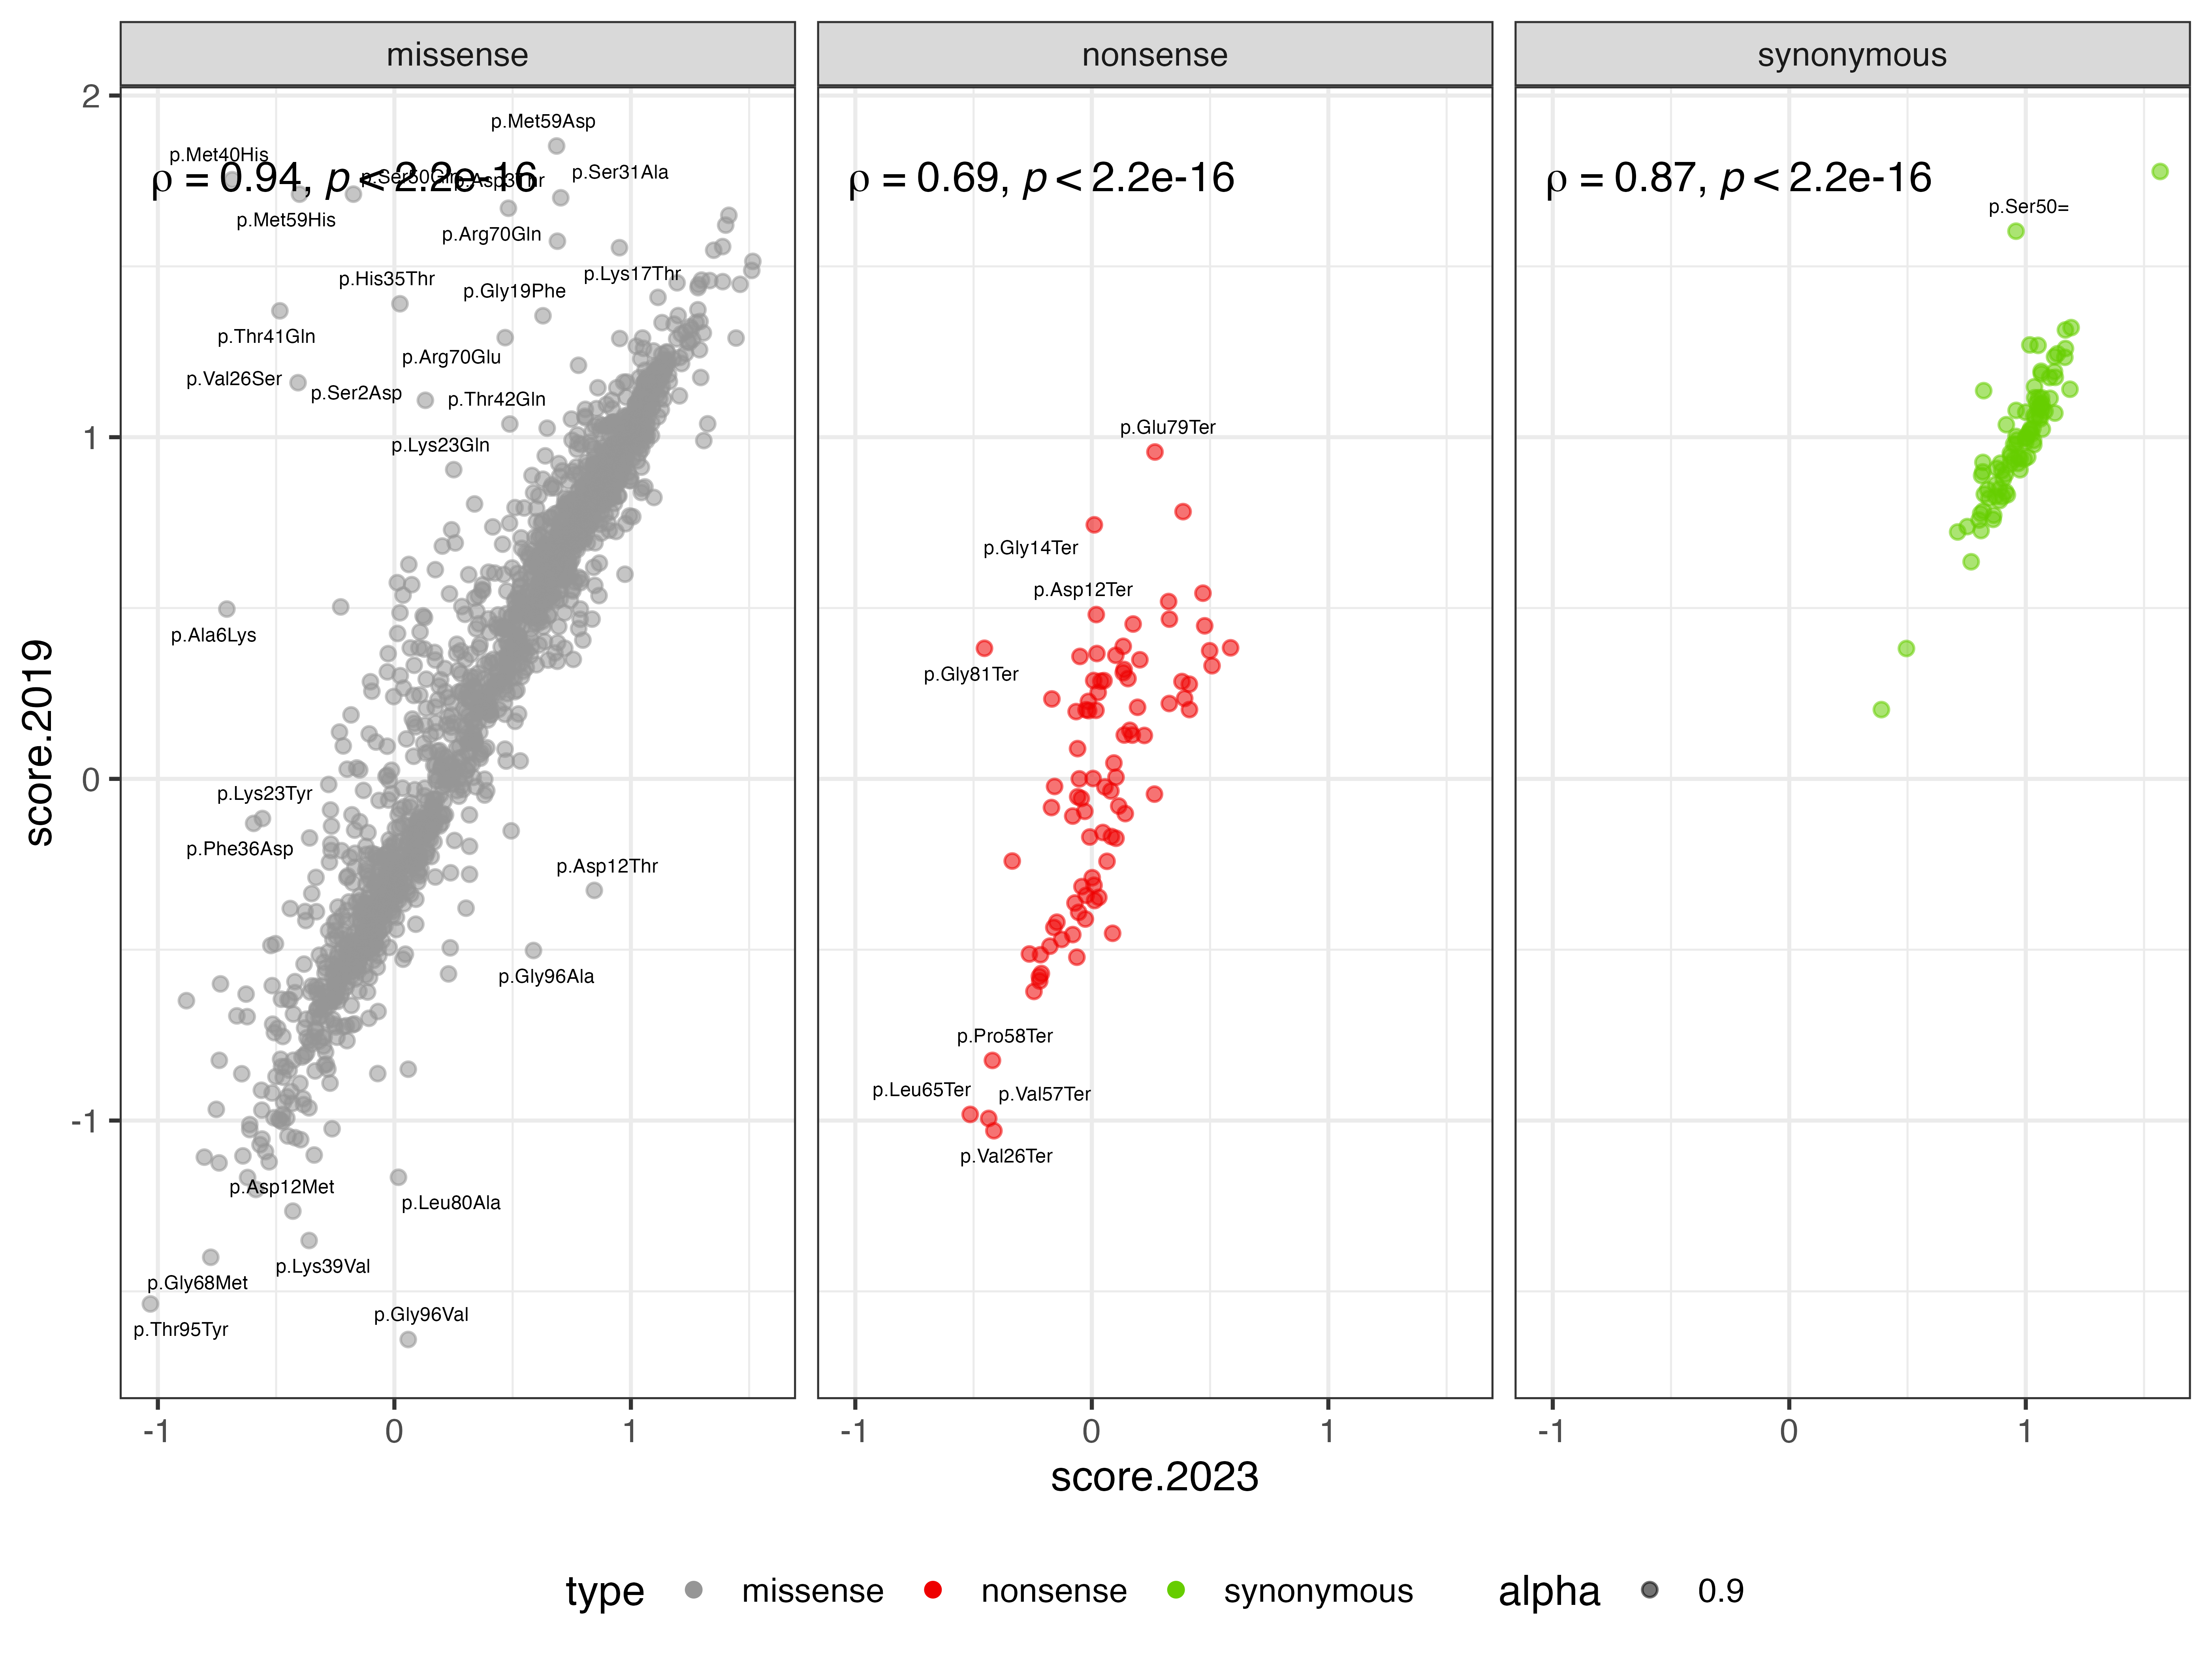 missense
nonsense
synonymous
ρ = 0.94, p < 2.2e-16
ρ = 0.69, p < 2.2e-16
ρ = 0.87, p < 2.2e-16
p.Met59Asp
p.Met40His
p.Ser31Ala
p.Ser50Gln
p.Met59His
p.Arg70Gln
p.Lys17Thr
p.His35Thr
p.Gly19Phe
p.Thr41Gln
p.Arg70Glu
p.Val26Ser
p.Ser2Asp
p.Thr42Gln
p.Lys23Gln
p.Ala6Lys
p.Lys23Tyr
p.Phe36Asp
p.Asp12Thr
p.Gly96Ala
p.Asp12Met
p.Leu80Ala
p.Lys39Val
p.Gly68Met
p.Gly96Val
p.Thr95Tyr
p.Glu79Ter
p.Gly14Ter
p.Asp12Ter
p.Gly81Ter
p.Pro58Ter
p.Leu65Ter
p.Val57Ter
p.Val26Ter
p.Ser50=
2
1
0
-1
score.2019
-1 0 1
-1 0 1
-1 0 1
score.2023
type missense nonsense synonymous alpha 0.9